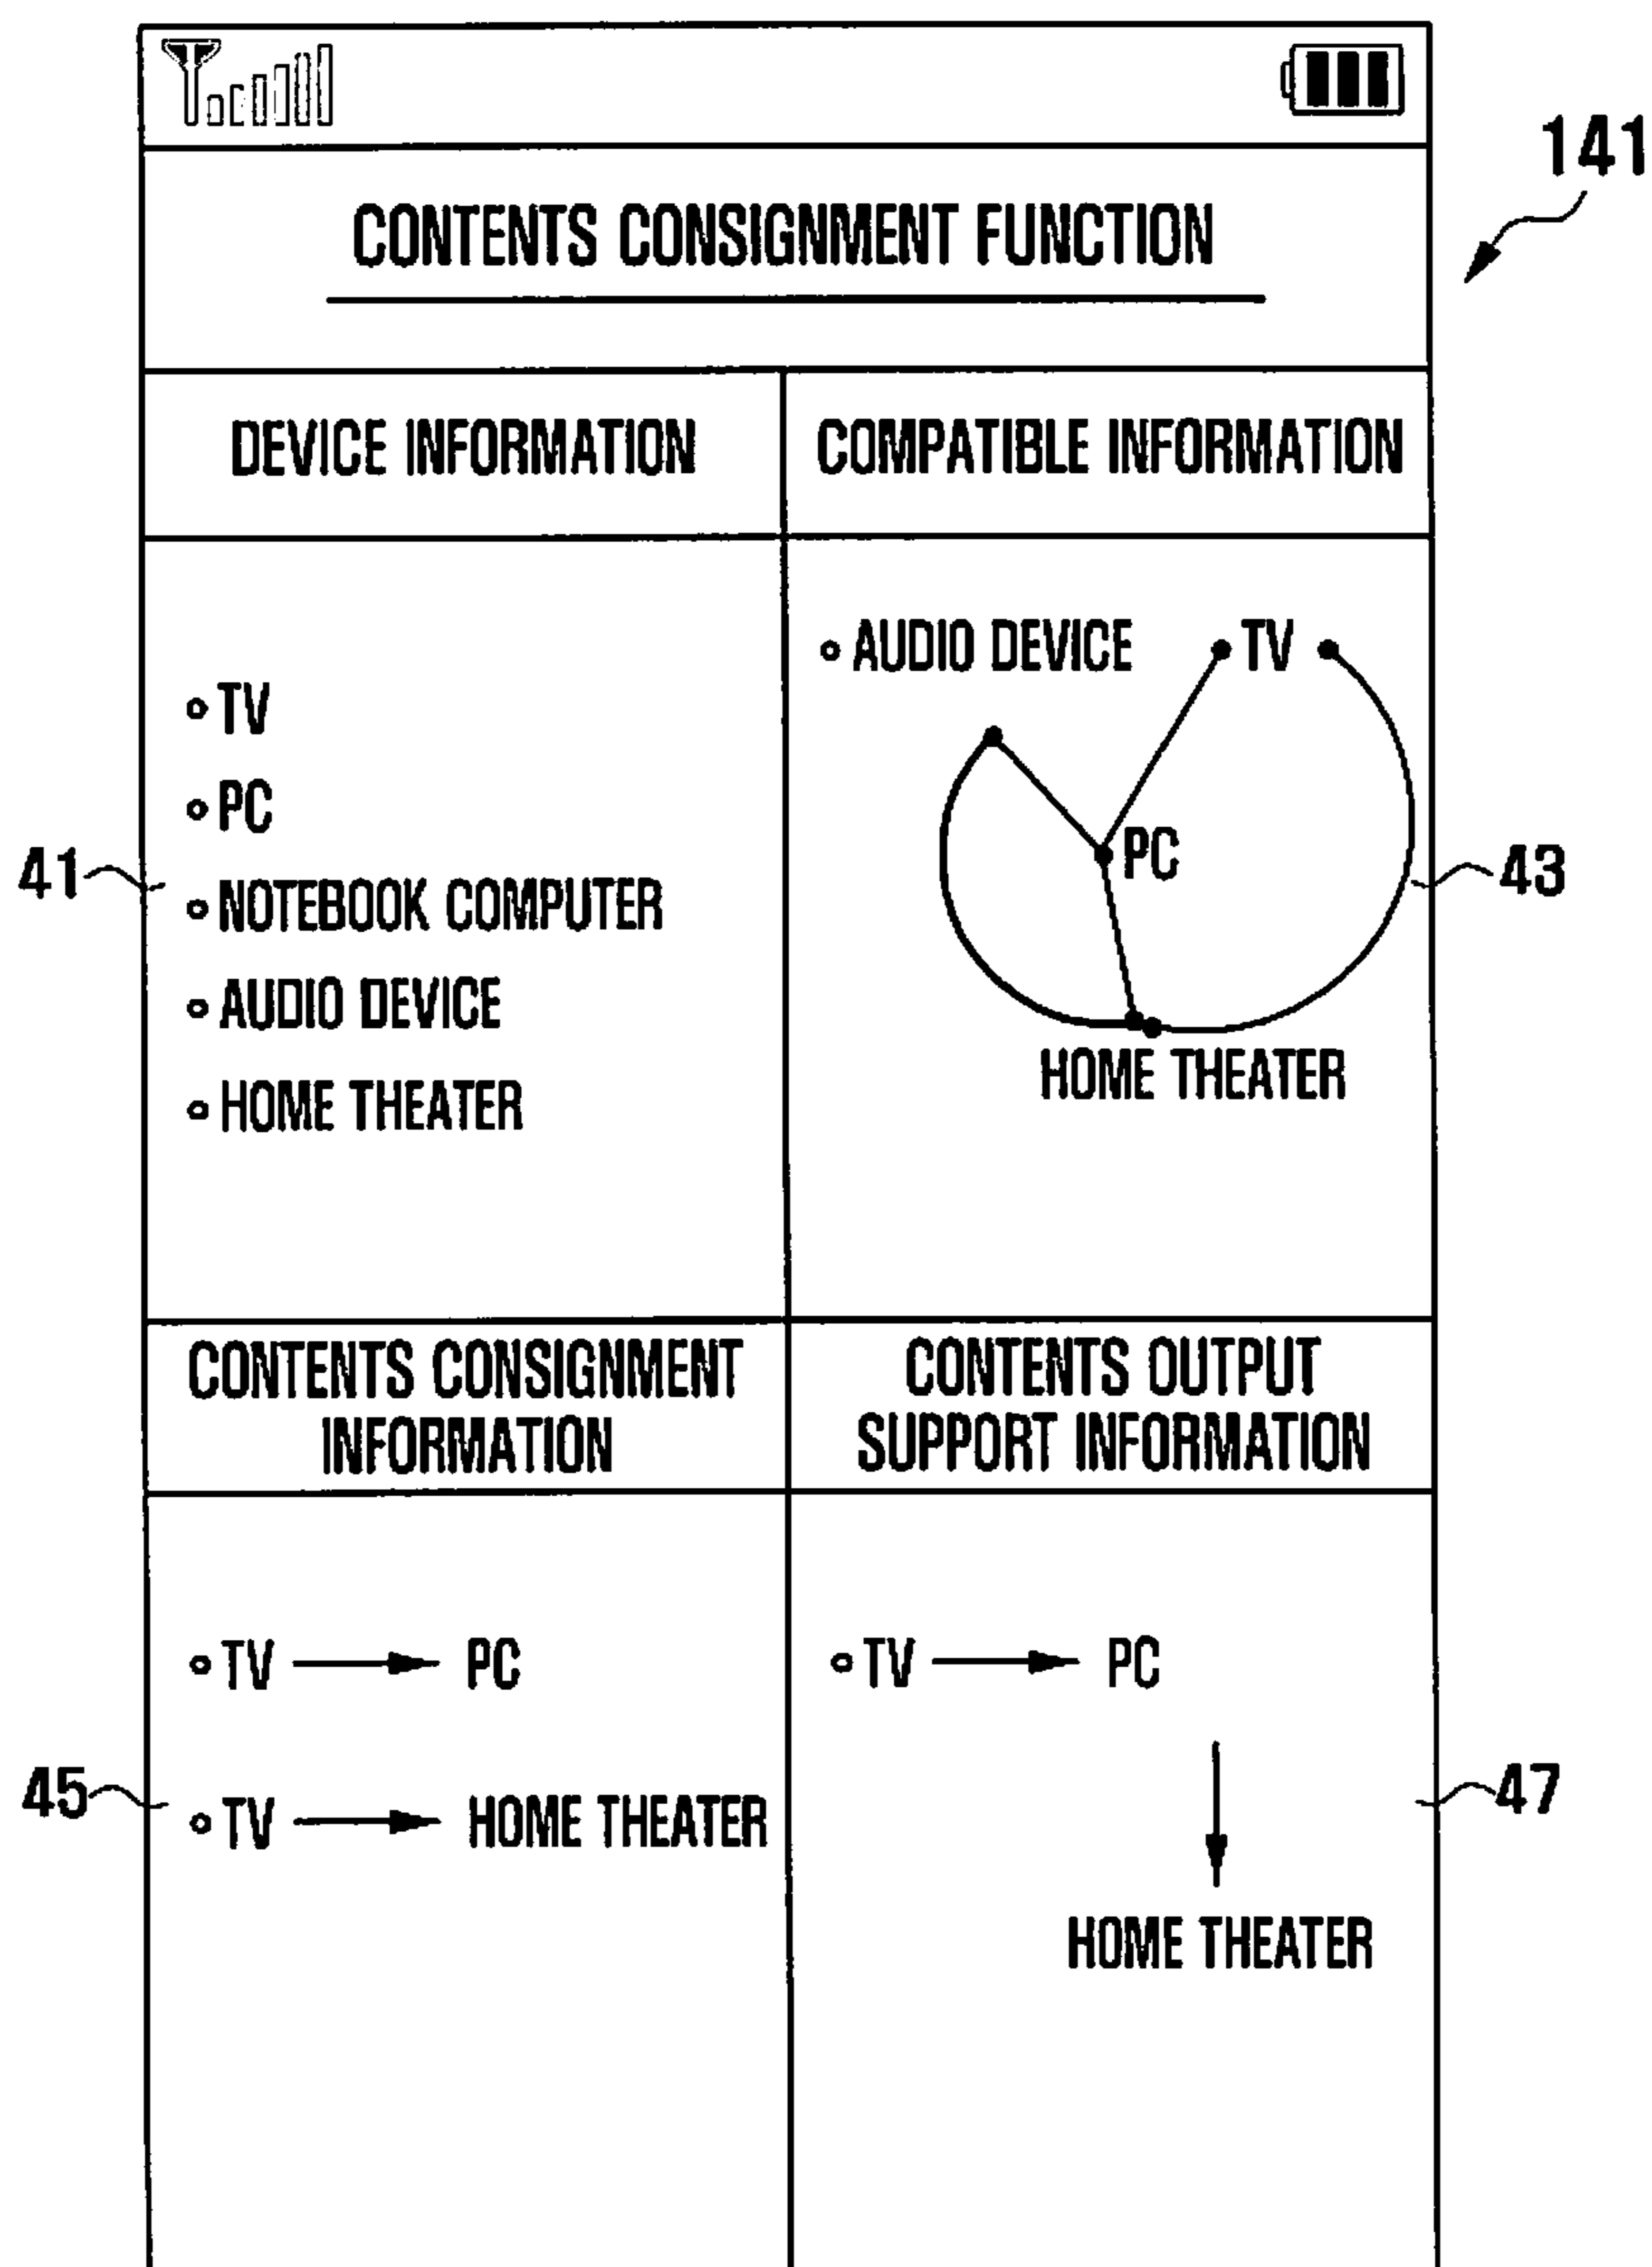 141
CONTENTS CONSIGNMENT FUNCTION
DEVICE INFORMATION
COMPATIBLE INFORMATION
TV
PC
NOTEBOOK COMPUTER
AUDIO DEVICE
HOME THEATER
41
AUDIO DEVICE
TV
PC
HOME THEATER
43
CONTENTS CONSIGNMENT
INFORMATION
CONTENTS OUTPUT
SUPPORT INFORMATION
TV PC
TV HOME THEATER
45
TV PC
HOME THEATER
47